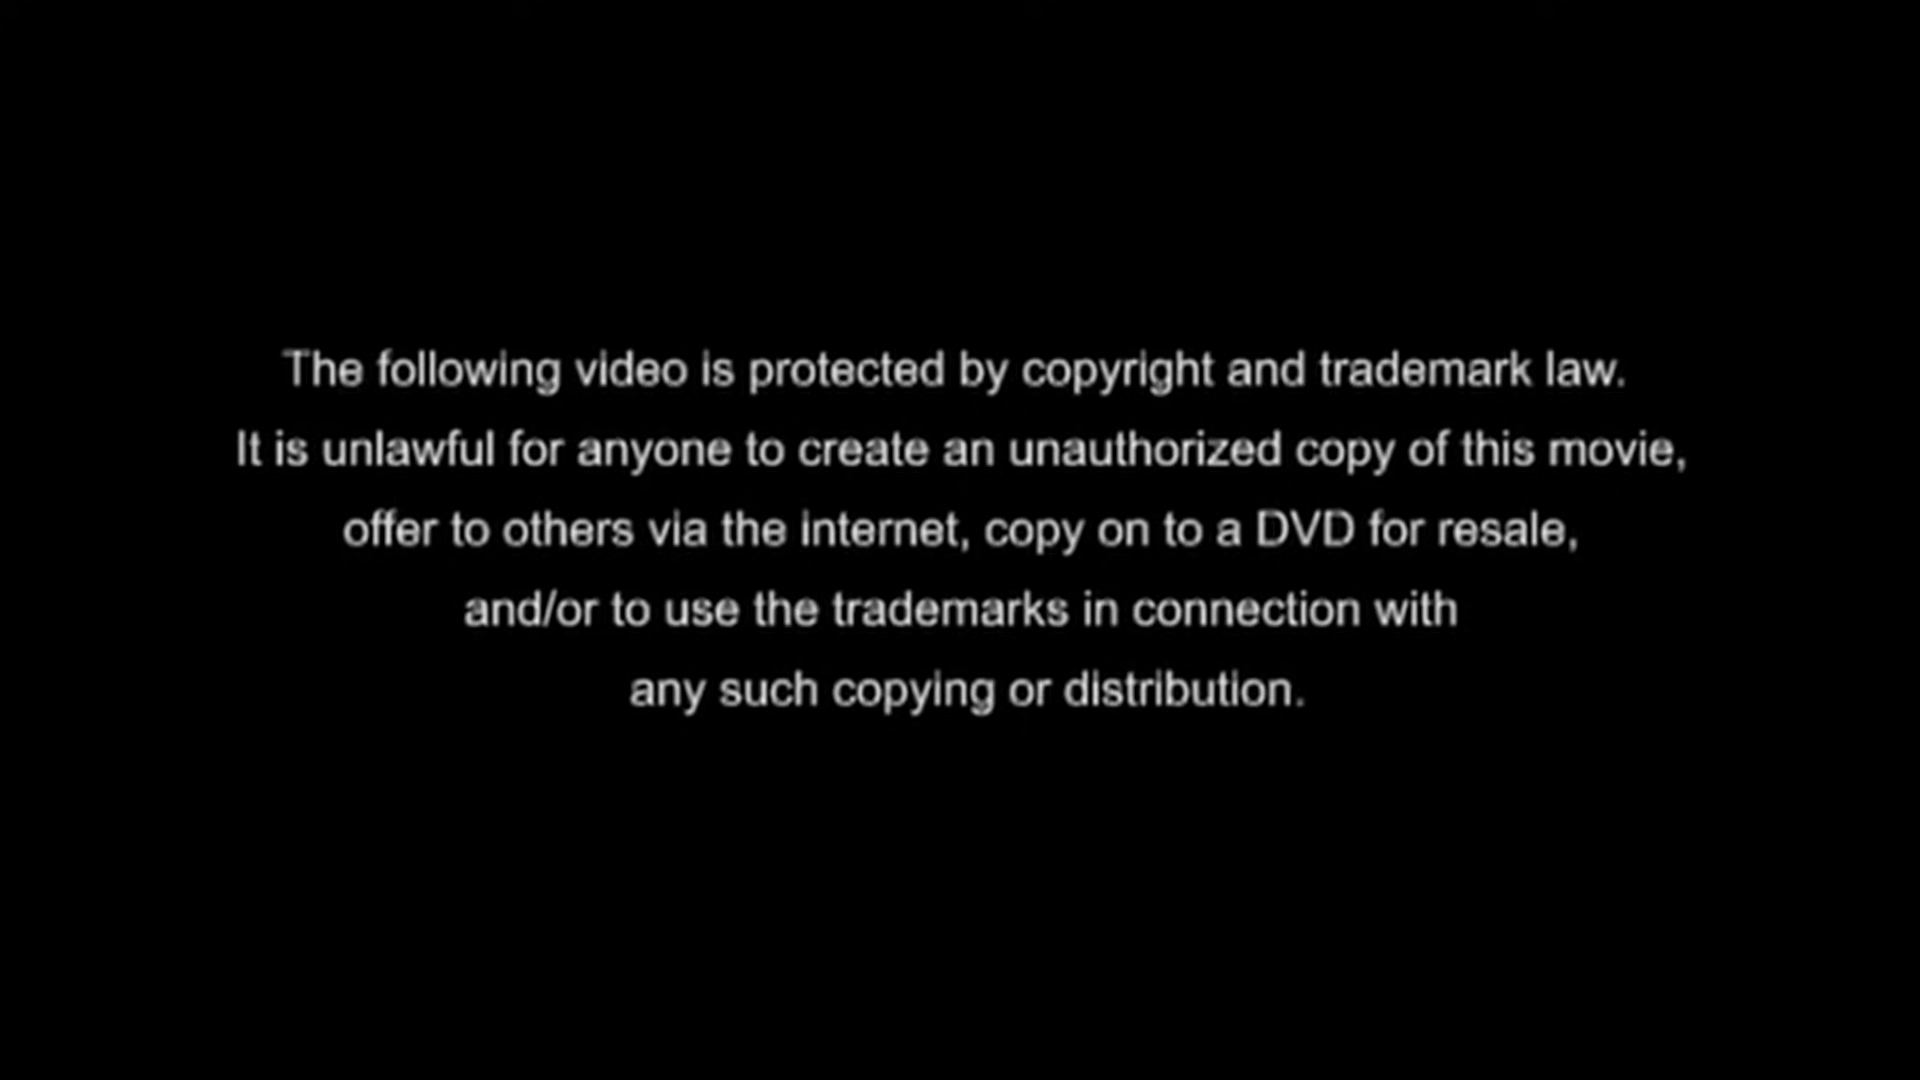 The following video is protected by copyright and trademark law.
It is unlawful for anyone to create an unauthorized copy of this movie,
offer to others via the internet, copy on to a DVD for resale,
and/or to use the trademarks in connection with
any such copying or distribution.